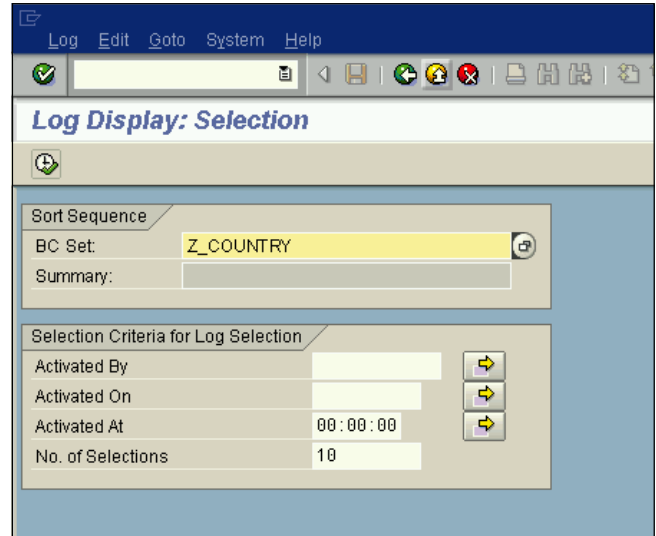 Log Edit Goto System Help
Log Display: Selection
Sort Sequence
BC Set: Z_COUNTRY
Summary:
Selection Criteria for Log Selection
Activated By
Activated On
Activated At 00:00:00
No. of Selections 10